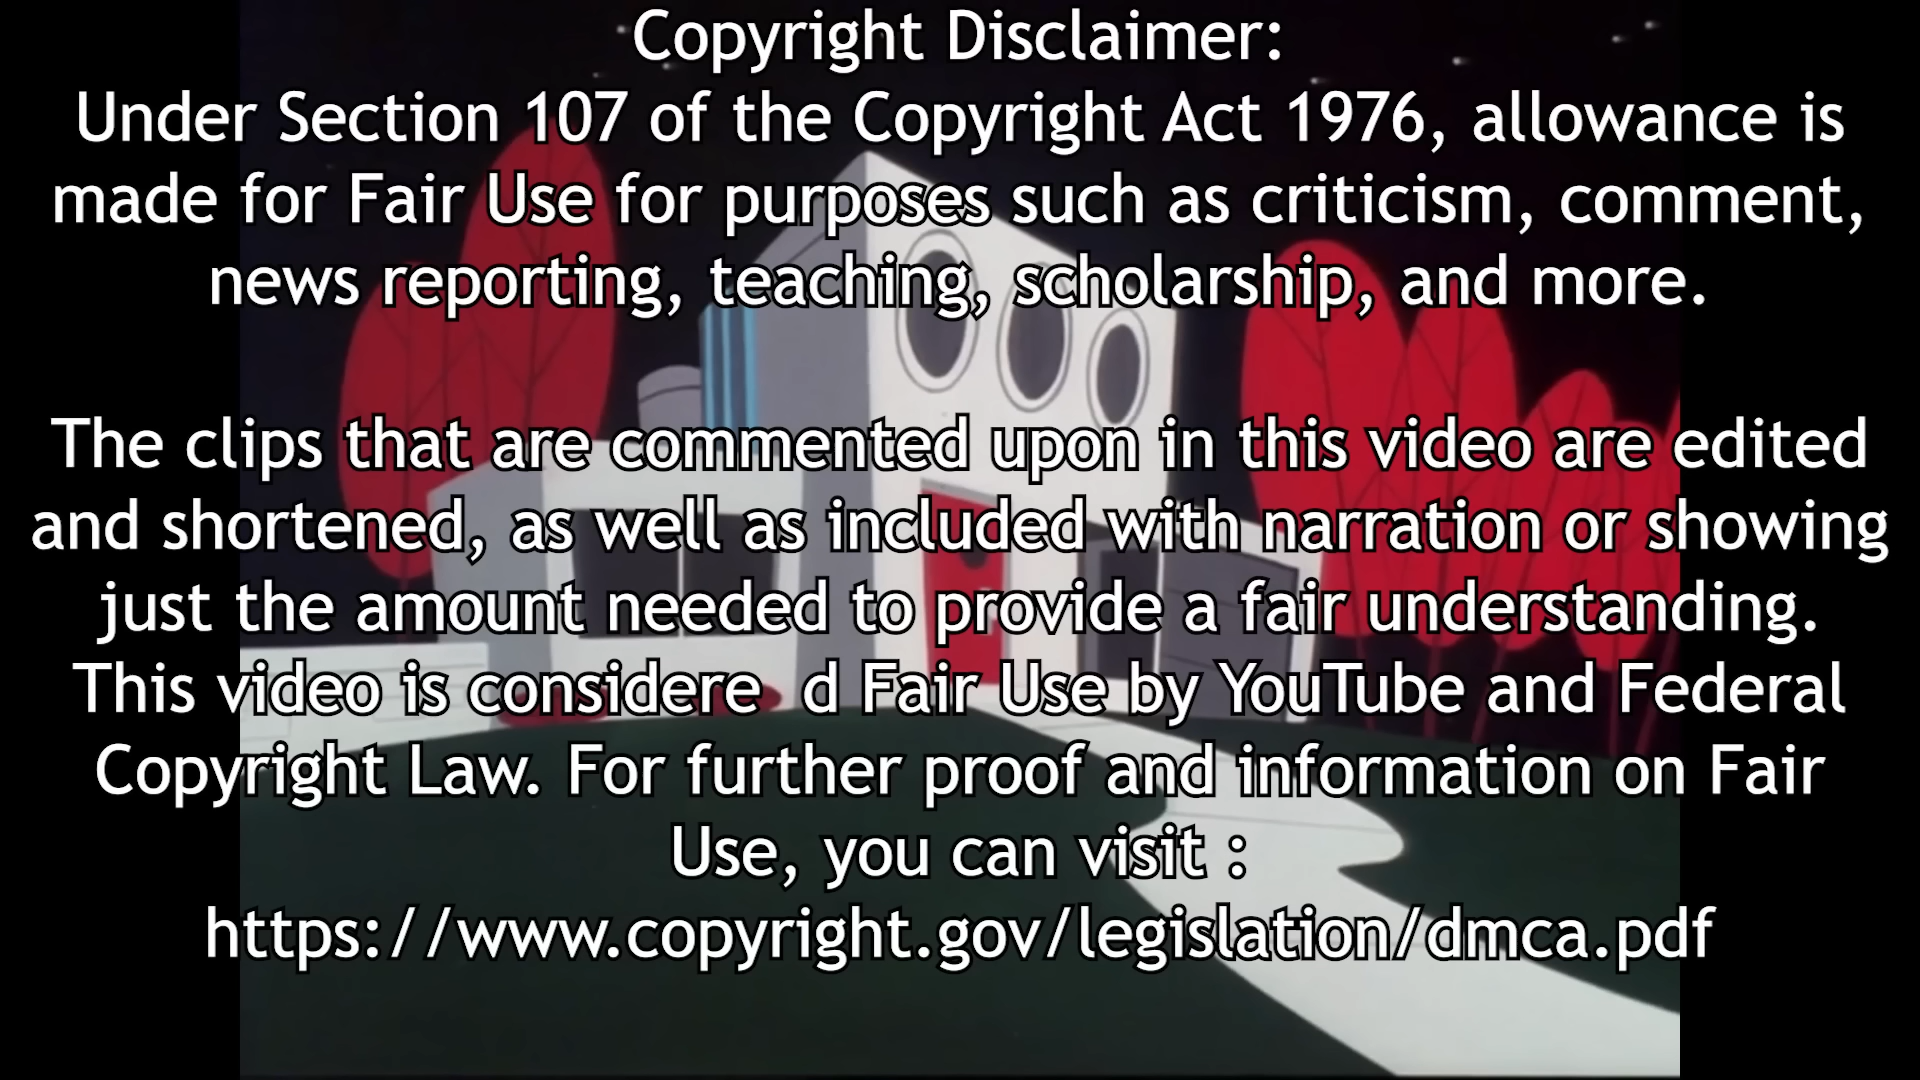 Copyright Disclaimer:
Under Section 107 of the Copyright Act 1976, allowance is
made for Fair Use for purposes such as criticism, comment,
news reporting, teaching, scholarship, and more.
The clips that are commented upon in this video are edited
and shortened, as well as included with narration or showing
just the amount needed to provide a fair understanding.
This video is considere  d Fair Use by YouTube and Federal
Copyright Law. For further proof and information on Fair
Use, you can visit :
https://www.copyright.gov/legislation/dmca.pdf